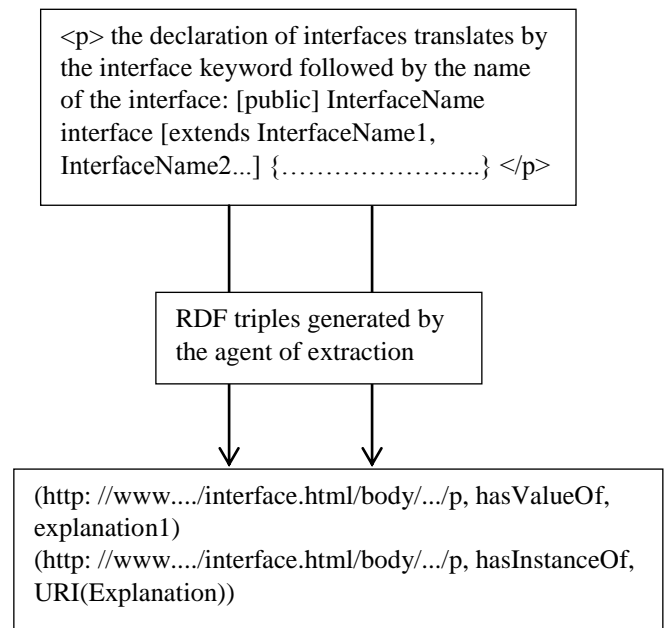 <p> the declaration of interfaces translates by
the interface keyword followed by the name
of the interface: [public] InterfaceName
interface [extends InterfaceName1,
InterfaceName2...] {…………………..} </p>
RDF triples generated by
the agent of extraction
(http: //www..../interface.html/body/.../p, hasValueOf,
explanation1)
(http: //www..../interface.html/body/.../p, hasInstanceOf,
URI(Explanation))